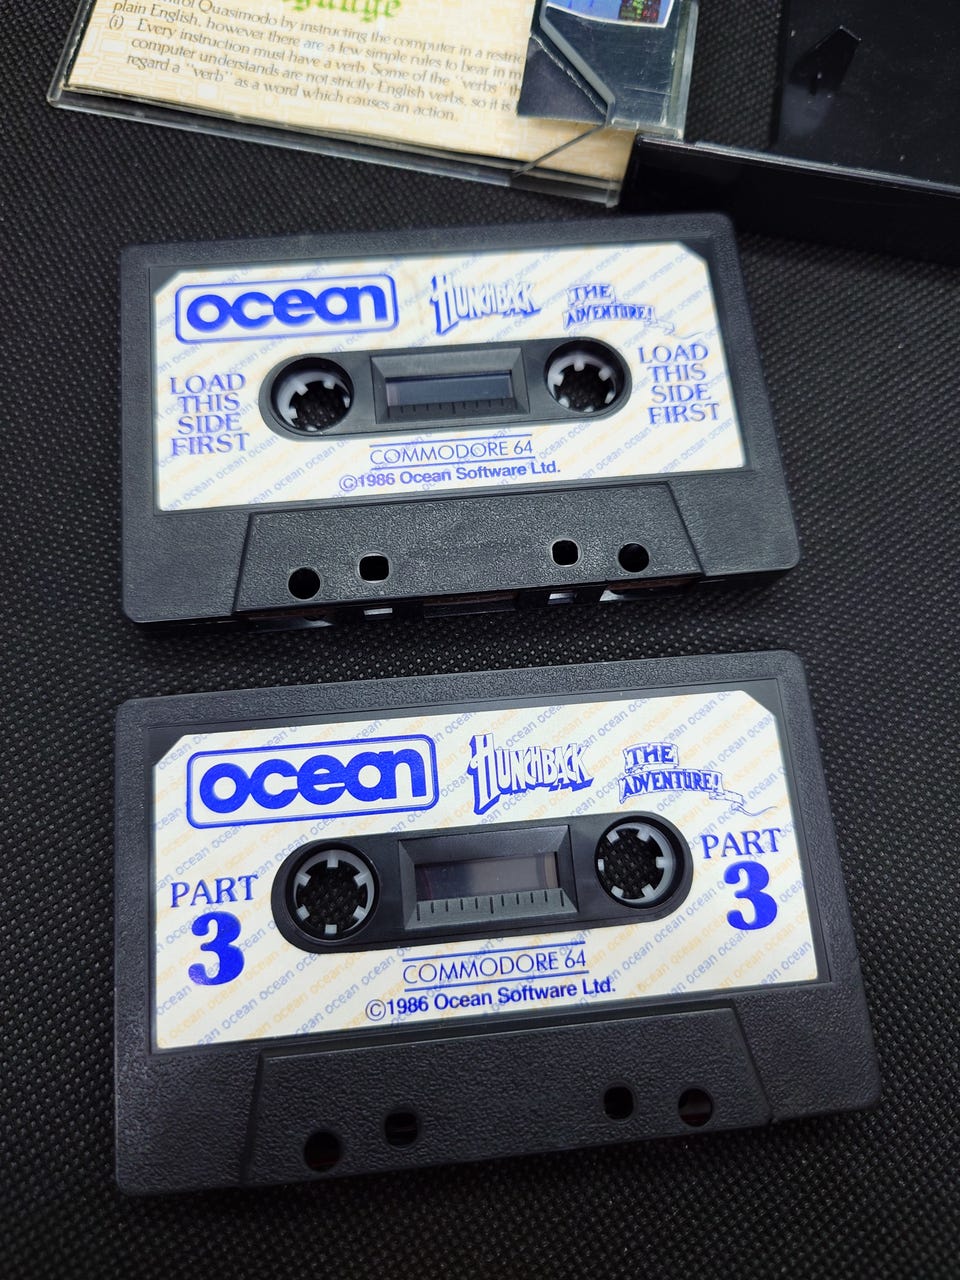 ntrol Quasimodo by instructing the computer in a
plain English, however there are a few simple rules to bear in
(i) Every instruction must have a verb. Some of the "verbs"
computer understands are not strictly English verbs, so it is
regard a "verb" as a word which causes an action.
ocean
HUNCHBACK
THE
ADVENTURE!
LOAD
THIS
SIDE
FIRST
LOAD
THIS
SIDE
FIRST
COMMODORE 64
©1986 Ocean Software Ltd.
ocean
HUNCHBACK
THE
ADVENTURE!
PART
3
PART
3
COMMODORE 64
©1986 Ocean Software Ltd.